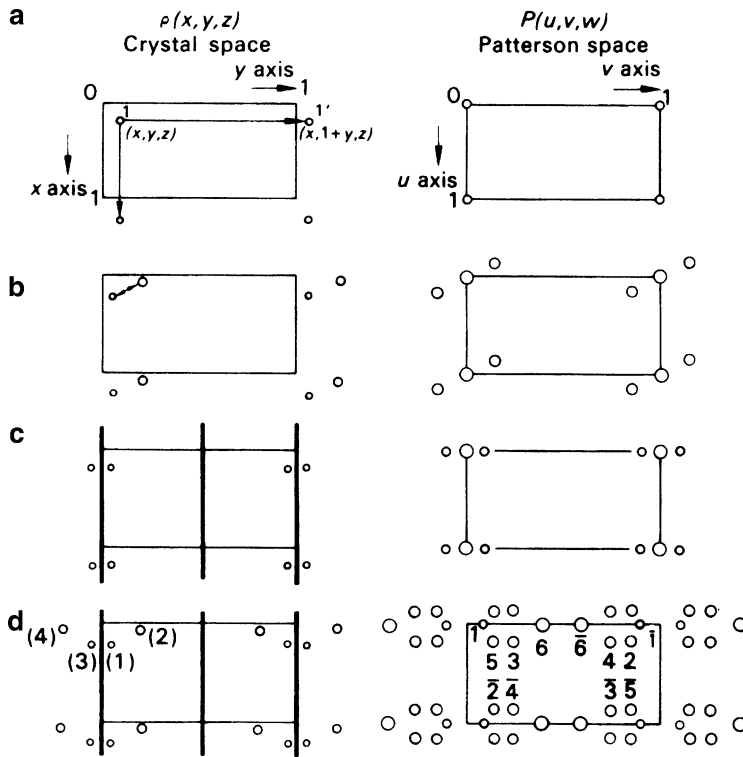 a
ρ(x,y,z)
Crystal space
y axis
0
1
1
1′
(x,y,z)
(x,1+y,z)
x axis
1
P(u,v,w)
Patterson space
v axis
0
1
u axis
1
b
c
d
(4)
(2)
(3)
(1)
1
6
6̄
1̄
5 3
4 2
2̄ 4̄
3̄ 5̄